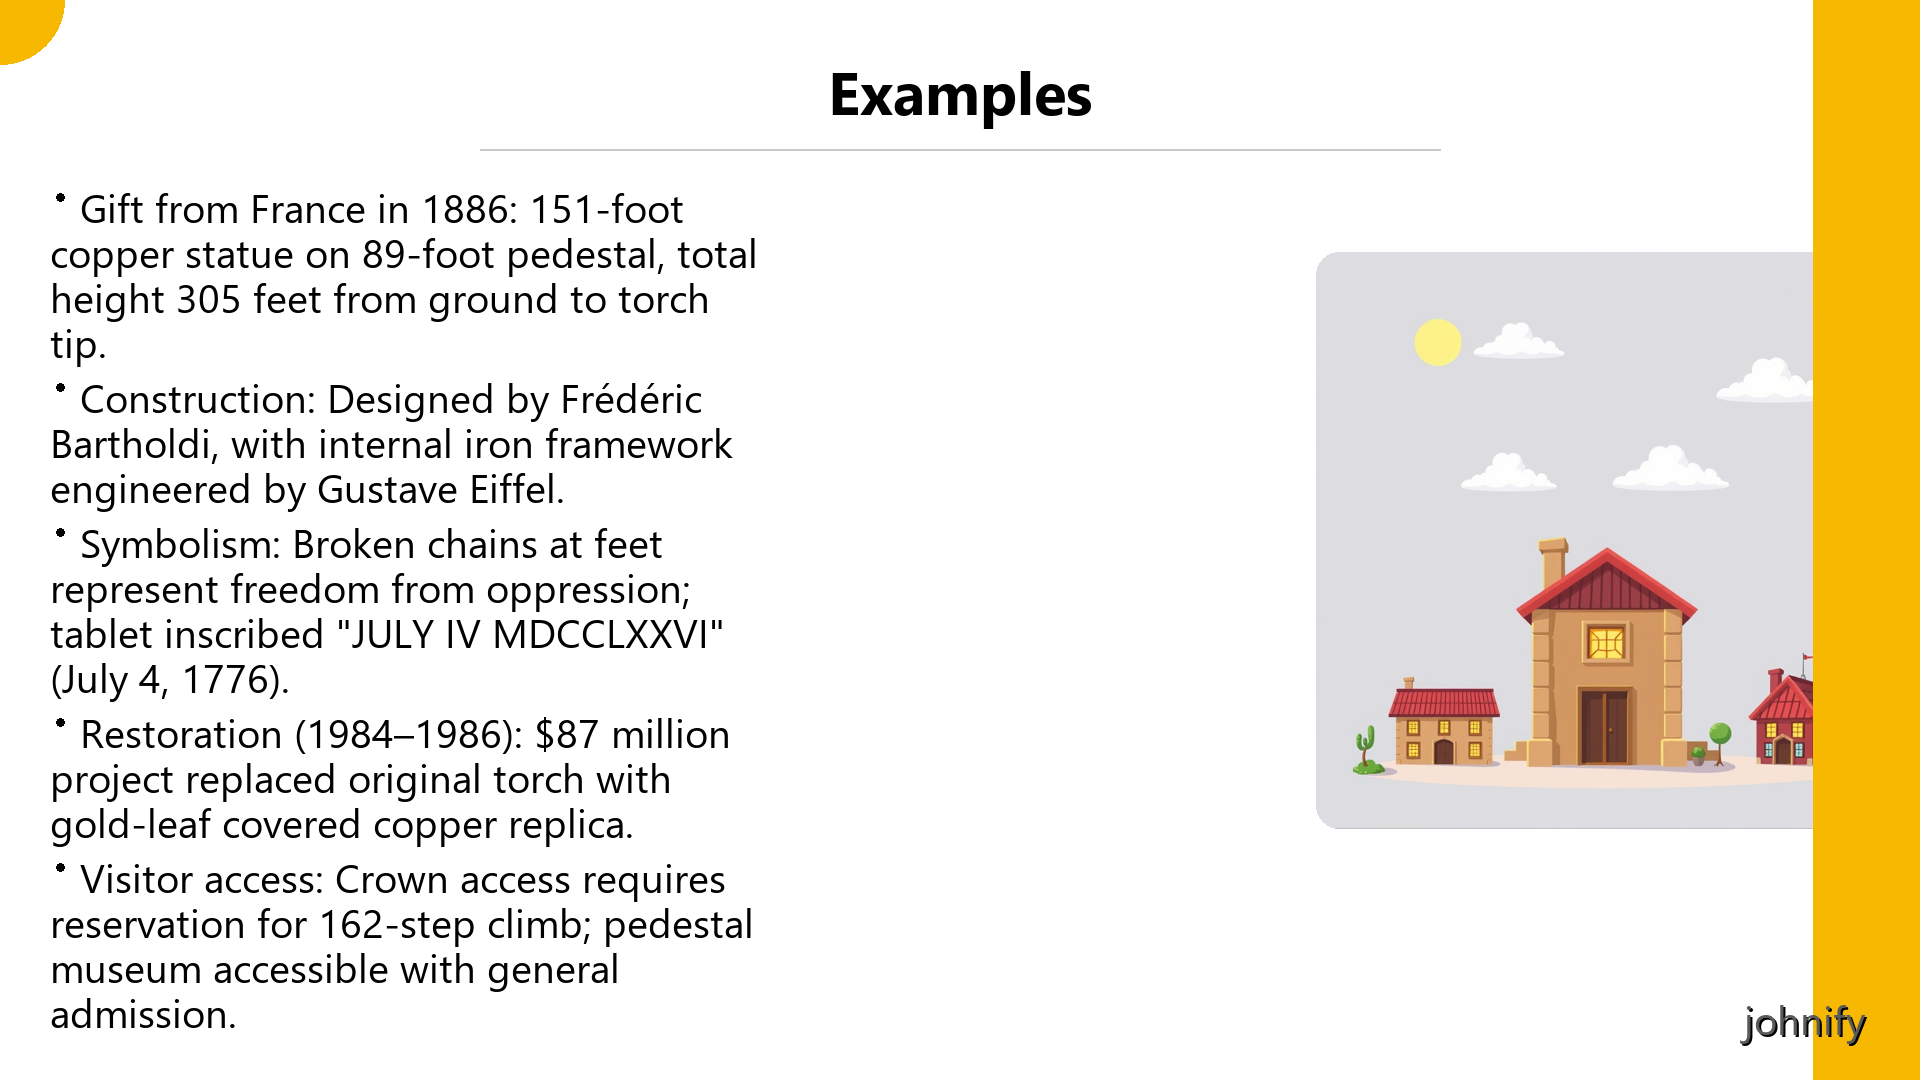 Examples
• Gift from France in 1886: 151-foot
copper statue on 89-foot pedestal, total
height 305 feet from ground to torch
tip.
• Construction: Designed by Frédéric
Bartholdi, with internal iron framework
engineered by Gustave Eiffel.
• Symbolism: Broken chains at feet
represent freedom from oppression;
tablet inscribed "JULY IV MDCCLXXVI"
(July 4, 1776).
• Restoration (1984–1986): $87 million
project replaced original torch with
gold-leaf covered copper replica.
• Visitor access: Crown access requires
reservation for 162-step climb; pedestal
museum accessible with general
admission.
johnify